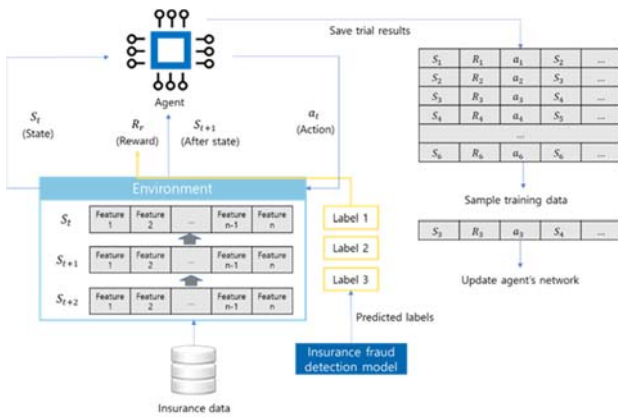 Save trial results
Agent
S_t
(State)
R_r
(Reward)
S_{t+1}
(After state)
a_t
(Action)
S_1 R_1 a_1 S_2 ...
S_2 R_2 a_2 S_3 ...
S_3 R_3 a_3 S_4 ...
S_4 R_4 a_4 S_5 ...
...
S_6 R_6 a_6 S_6 ...
Sample training data
S_3 R_3 a_3 S_4 ...
Update agent's network
Environment
S_t Feature 1 Feature 2 ... Feature n-1 Feature n
S_{t+1} Feature 1 Feature 2 ... Feature n-1 Feature n
S_{t+2} Feature 1 Feature 2 ... Feature n-1 Feature n
Label 1
Label 2
Label 3
Predicted labels
Insurance fraud
detection model
Insurance data